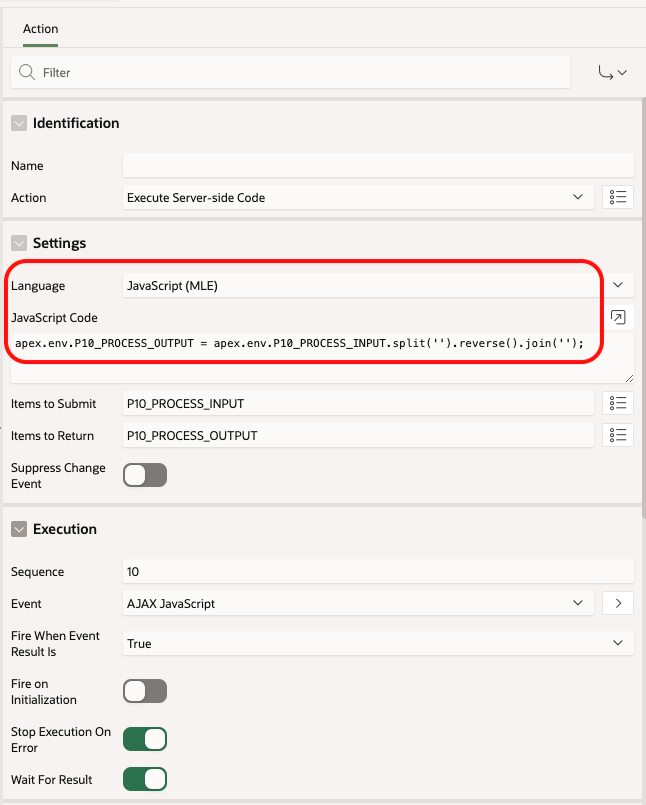 Action
Filter
Identification
Name
Action Execute Server-side Code
Settings
Language JavaScript (MLE)
JavaScript Code
apex.env.P10_PROCESS_OUTPUT = apex.env.P10_PROCESS_INPUT.split('').reverse().join('');
Items to Submit P10_PROCESS_INPUT
Items to Return P10_PROCESS_OUTPUT
Suppress Change
Event
Execution
Sequence 10
Event AJAX JavaScript
Fire When Event
Result Is True
Fire on
Initialization
Stop Execution On
Error
Wait For Result